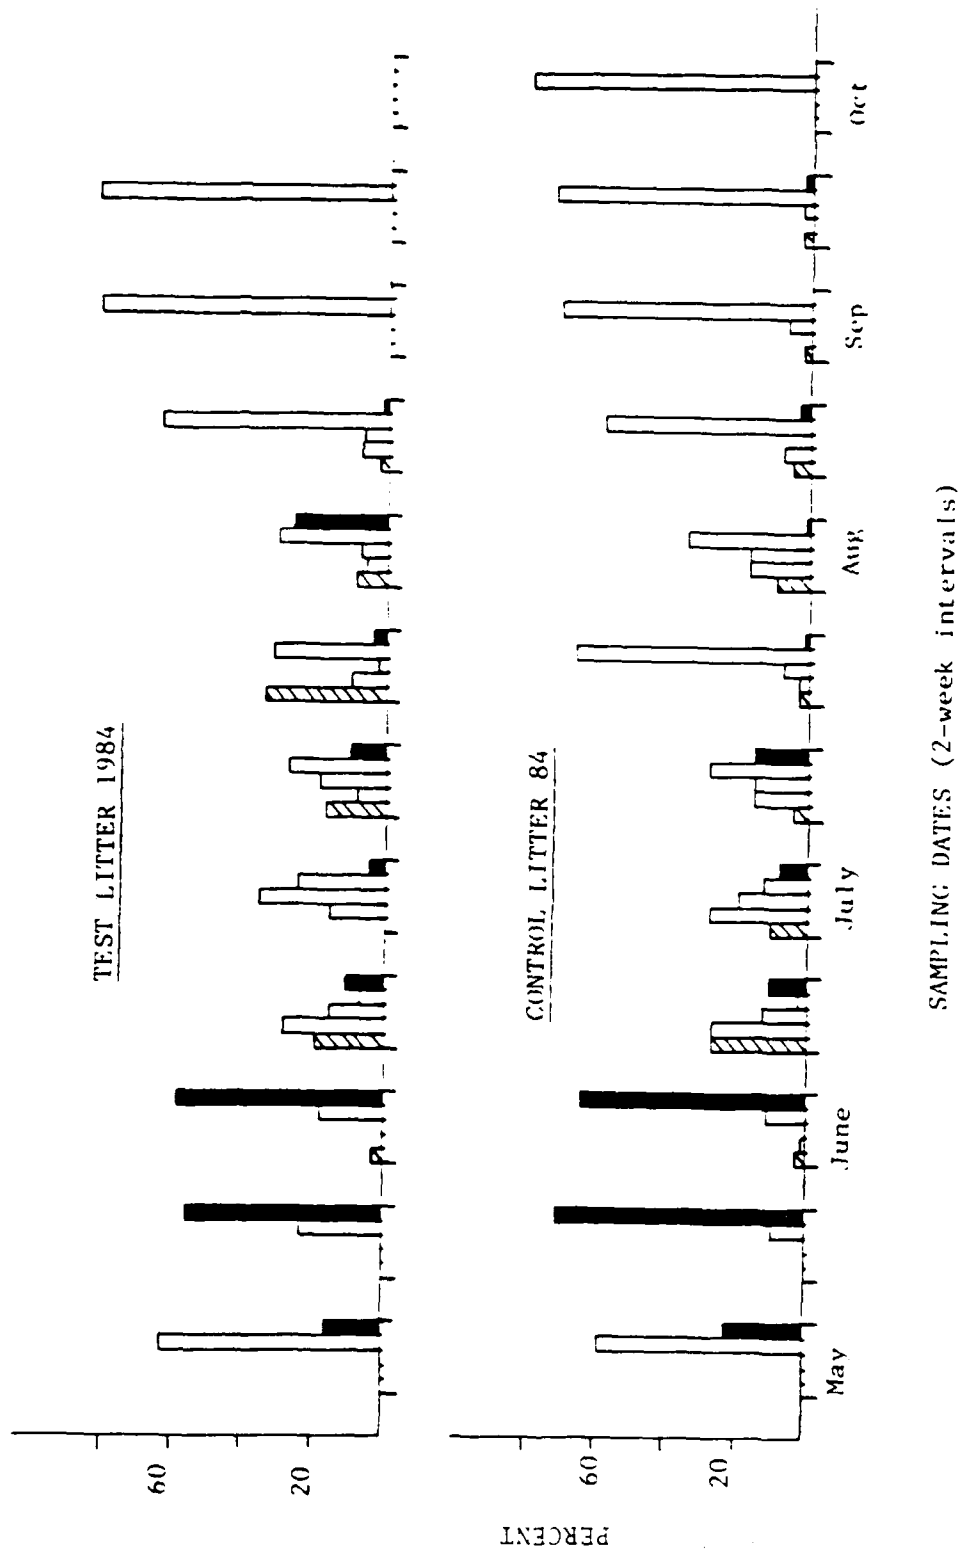 TEST LITTER 1984
60
20
CONTROL LITTER 84
60
20
PERCENT
May
June
July
Aug
Sep
Oct
SAMPLING DATES (2-week intervals)